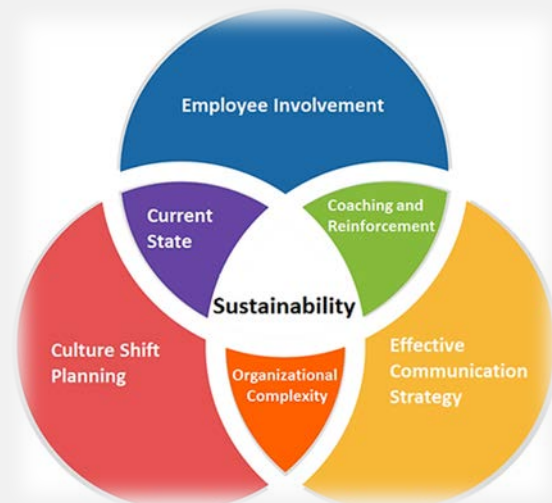 Employee Involvement
Current
State
Coaching and
Reinforcement
Sustainability
Culture Shift
Planning
Organizational
Complexity
Effective
Communication
Strategy